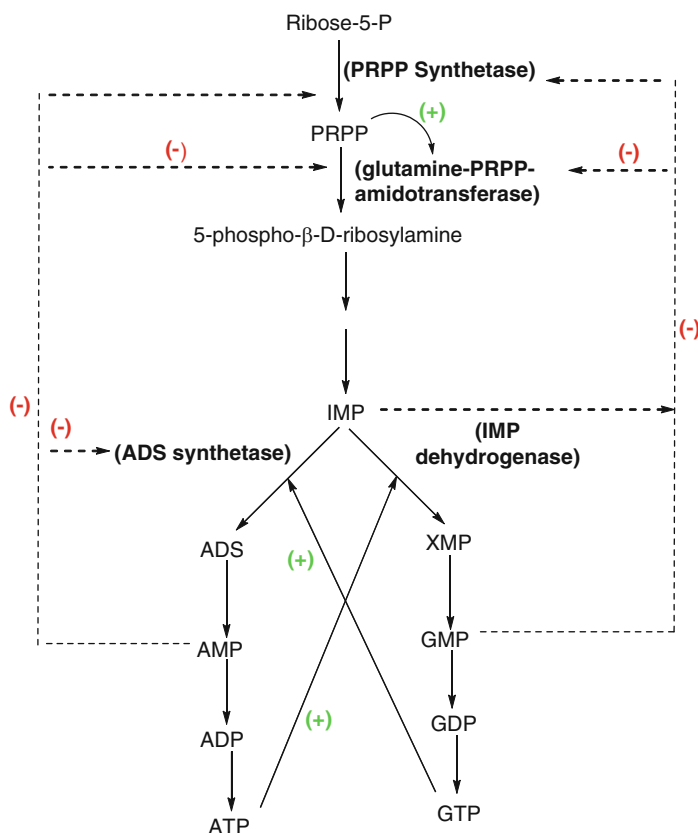 Ribose-5-P
(PRPP Synthetase)
(+)
PRPP
(-)
(glutamine-PRPP-
amidotransferase)
(-)
5-phospho-β-D-ribosylamine
(-)
IMP
(-)
(-)
(ADS synthetase)
(IMP
dehydrogenase)
ADS
(+)
XMP
AMP
GMP
(+)
ADP
GDP
ATP
GTP